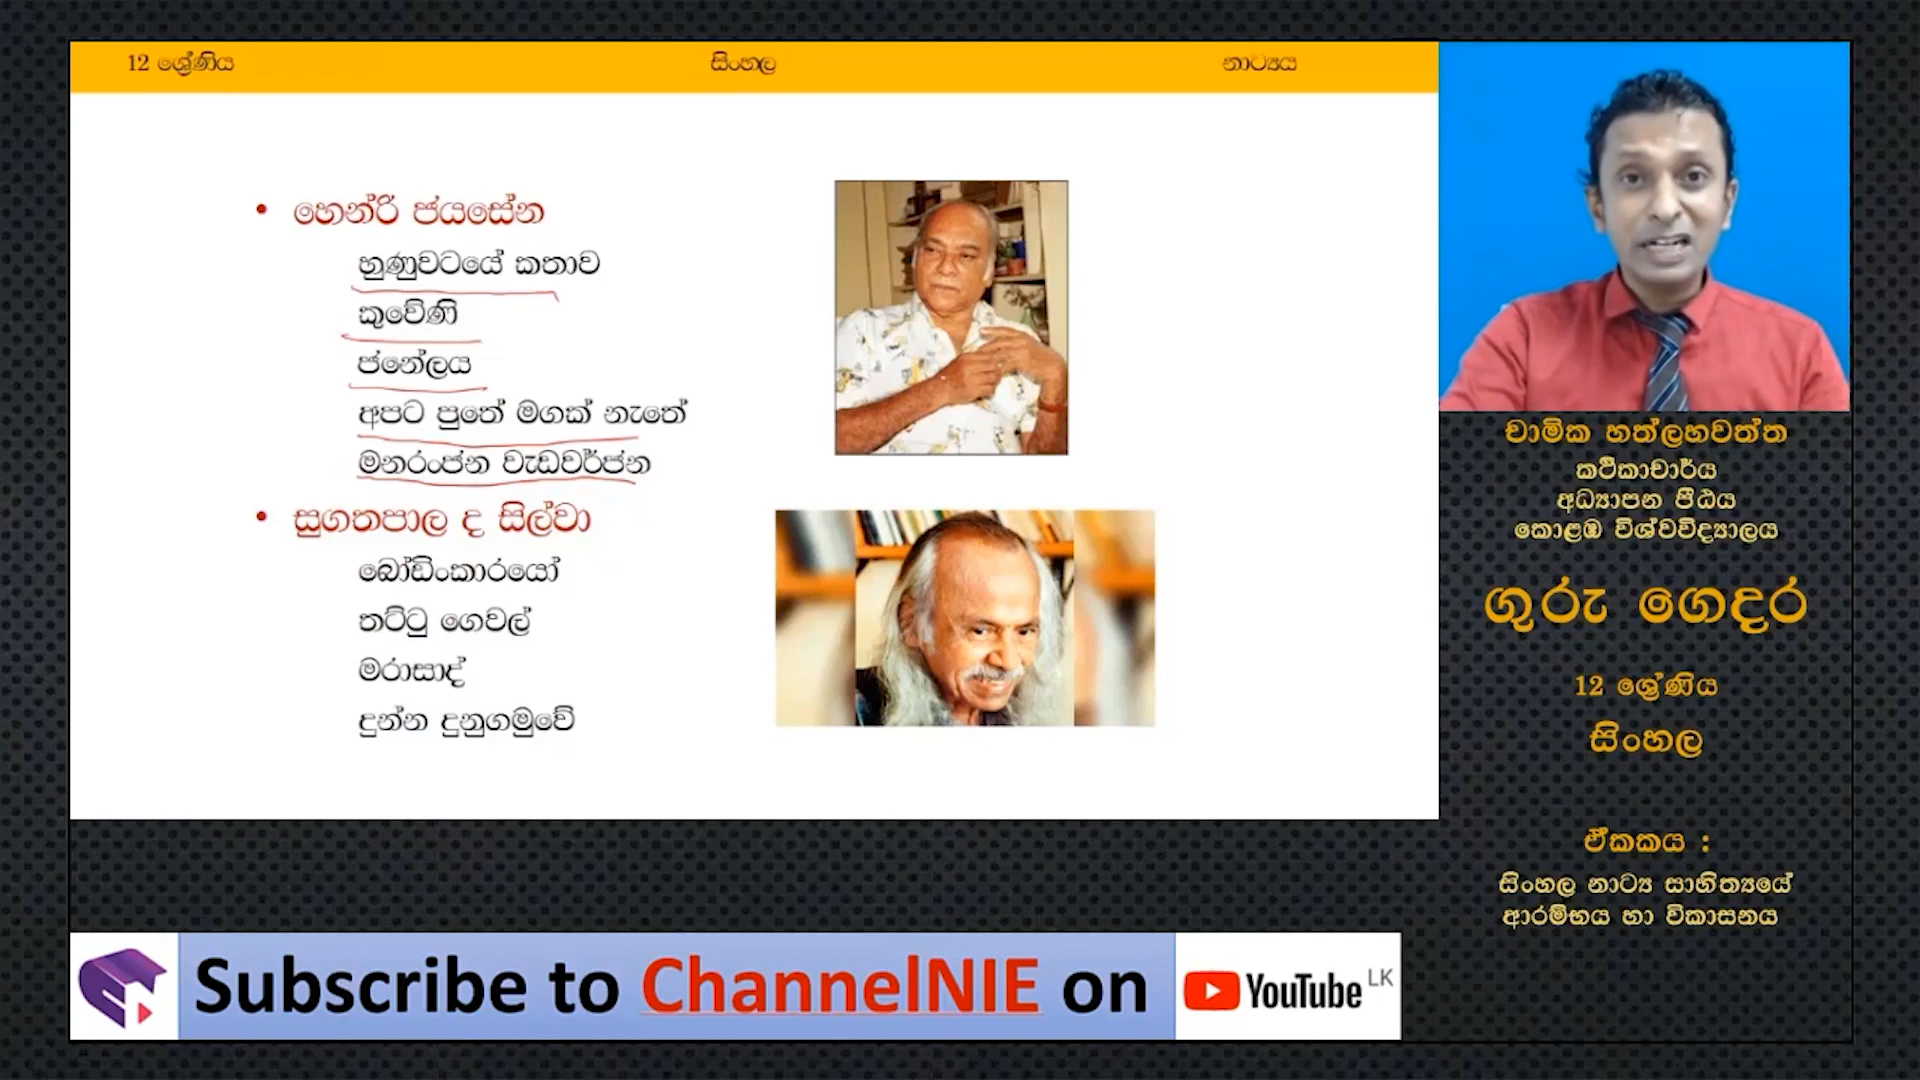 12 ශ්‍රේණිය
සිංහල
නාට්‍යය
• හෙන්රි ජයසේන
හුණුවටයේ කතාව
කුවේණි
ජනේලය
අපට පුතේ මගක් නැතේ
මනරංජන වැඩවර්ජන
• සුගතපාල ද සිල්වා
බෝඩිංකාරයෝ
තට්ටු ගෙවල්
මරාසාද්
දුන්න දුනුගමුවේ
චාමික හත්ලහවත්ත
කථිකාචාර්ය
අධ්‍යාපන පීඨය
කොළඹ විශ්වවිද්‍යාලය
ගුරු ගෙදර
12 ශ්‍රේණිය
සිංහල
ඒකකය :
සිංහල නාට්‍ය සාහිත්‍යයේ
ආරම්භය හා විකාසනය
Subscribe to ChannelNIE on YouTube LK